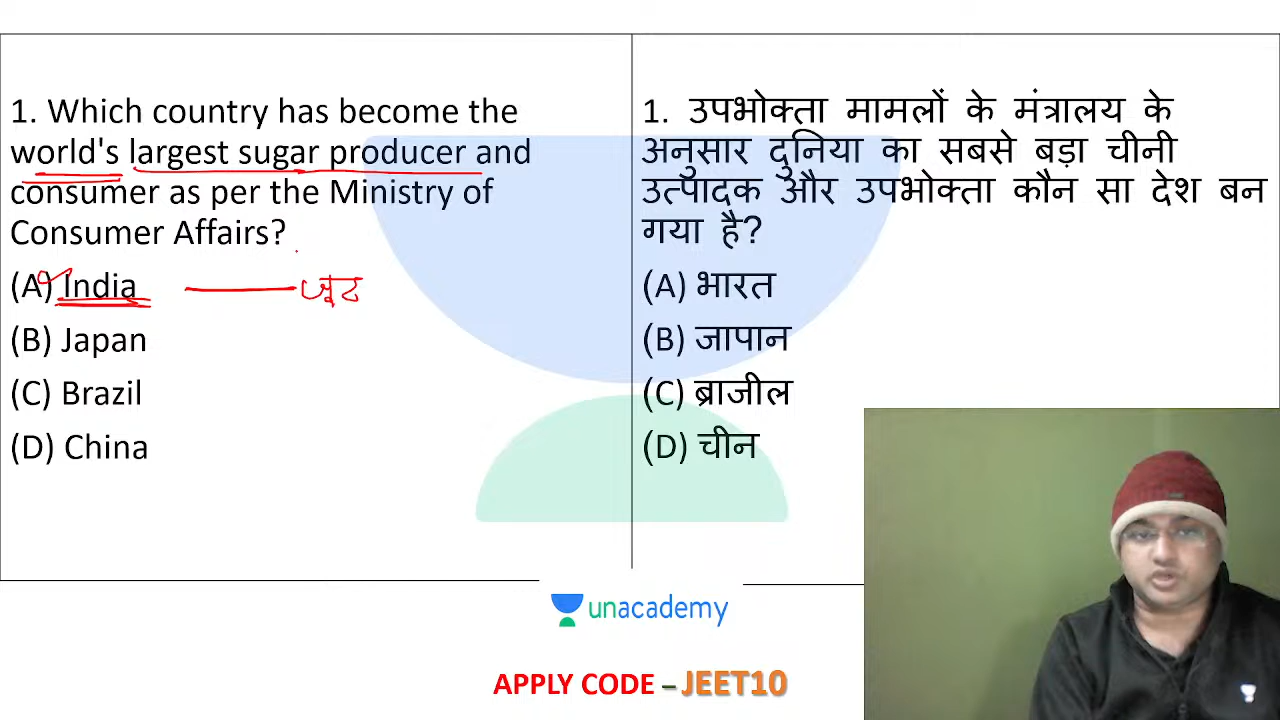 1. Which country has become the
world's largest sugar producer and
consumer as per the Ministry of
Consumer Affairs?
(A) India
जूट
(B) Japan
(C) Brazil
(D) China
1. उपभोक्ता मामलों के मंत्रालय के
अनुसार दुनिया का सबसे बड़ा चीनी
उत्पादक और उपभोक्ता कौन सा देश बन
गया है?
(A) भारत
(B) जापान
(C) ब्राजील
(D) चीन
unacademy
APPLY CODE – JEET10